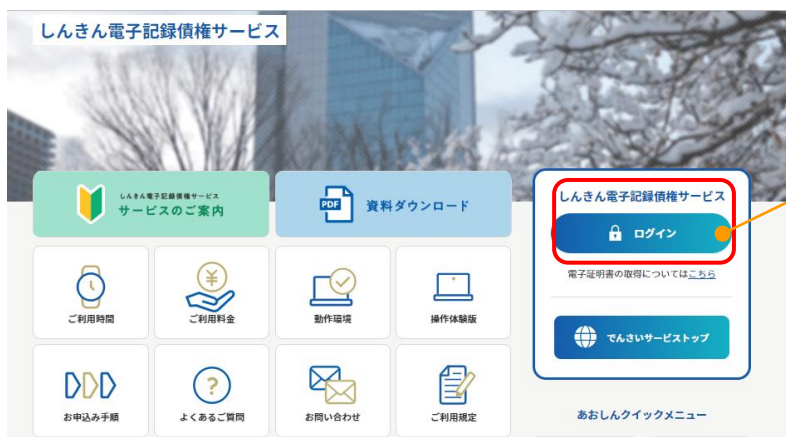 しんきん電子記録債権サービス
しんきん電子記録債権サービス
サービスのご案内
PDF
資料ダウンロード
しんきん電子記録債権サービス
ログイン
電子証明書の取得についてはこちら
でんさいサービストップ
ご利用時間
ご利用料金
動作環境
操作体験版
お申込み手順
よくあるご質問
お問い合わせ
ご利用規定
あおしんクイックメニュー